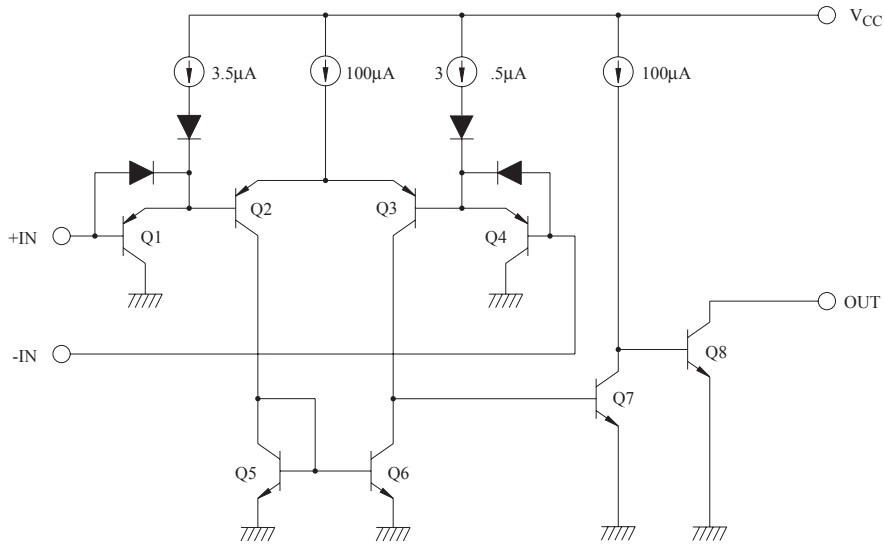 V_CC
3.5µA
100µA
3 .5µA
100µA
Q2
Q3
+IN
Q1
Q4
OUT
-IN
Q8
Q7
Q5
Q6